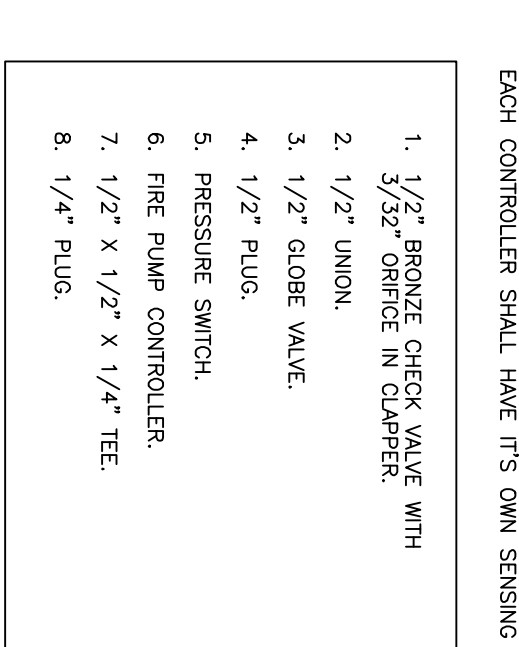 EACH CONTROLLER SHALL HAVE IT'S OWN SENSING
1. 1/2" BRONZE CHECK VALVE WITH
3/32" ORIFICE IN CLAPPER.
2. 1/2" UNION.
3. 1/2" GLOBE VALVE.
4. 1/2" PLUG.
5. PRESSURE SWITCH.
6. FIRE PUMP CONTROLLER.
7. 1/2" X 1/2" X 1/4" TEE.
8. 1/4" PLUG.